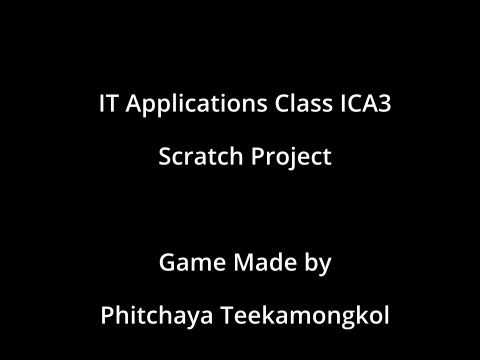 IT Applications Class ICA3
Scratch Project
Game Made by
Phitchaya Teekamongkol